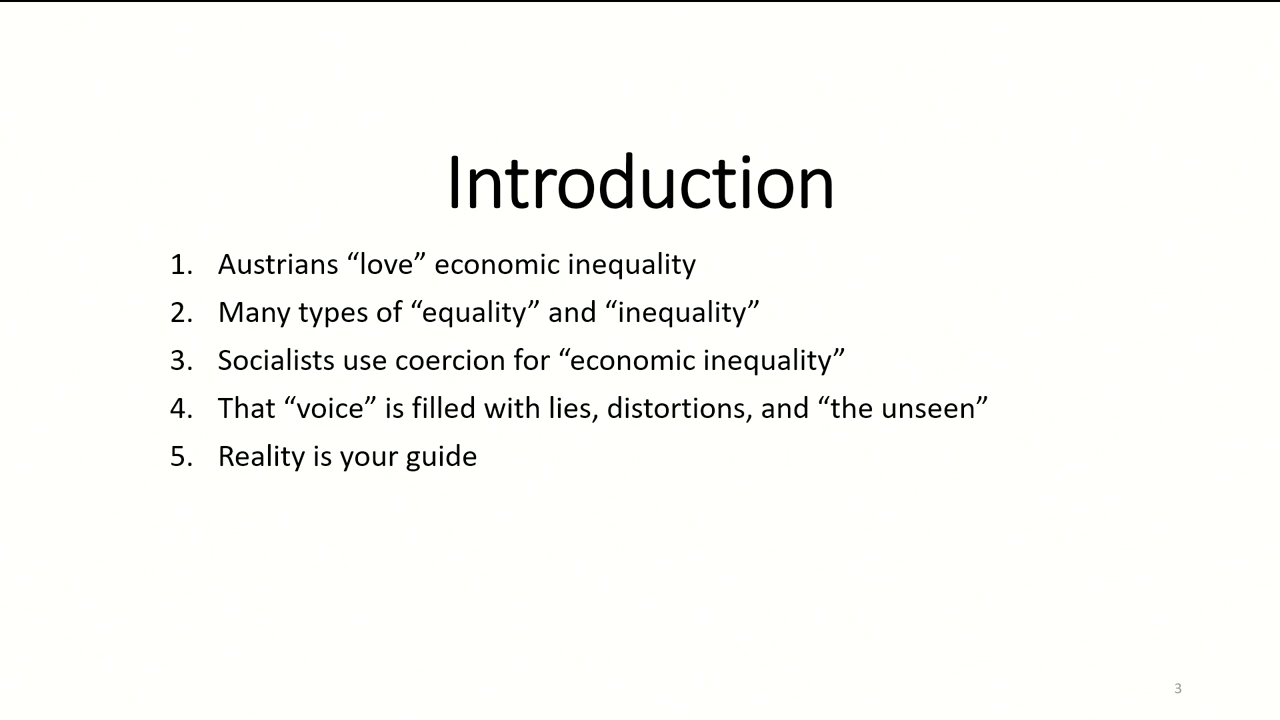 Introduction
1. Austrians “love” economic inequality
2. Many types of “equality” and “inequality”
3. Socialists use coercion for “economic inequality”
4. That “voice” is filled with lies, distortions, and “the unseen”
5. Reality is your guide
3